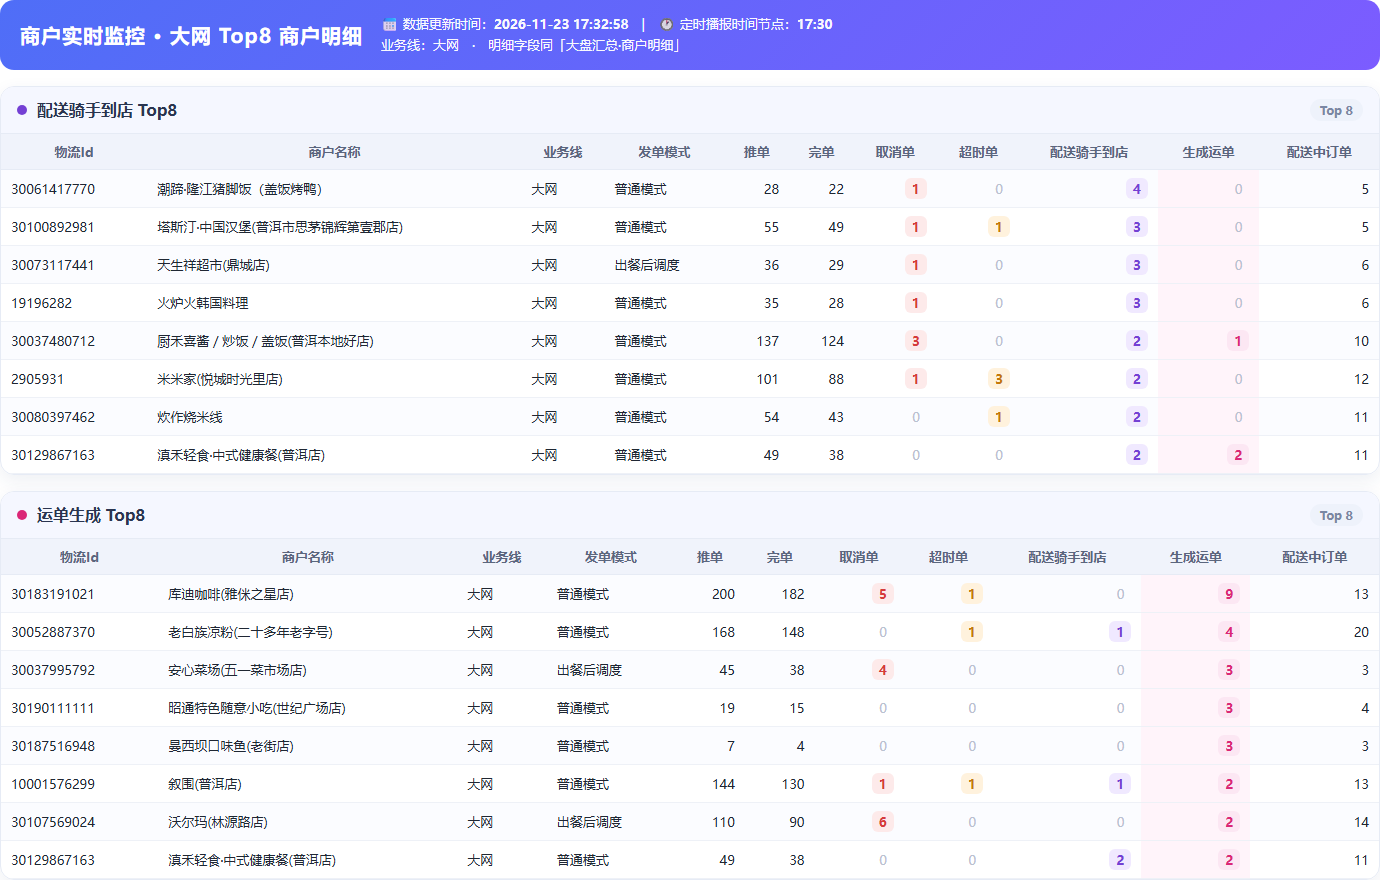 商户实时监控 • 大网 Top8 商户明细
数据更新时间：2026-11-23 17:32:58 | 定时播报时间节点：17:30
业务线：大网 · 明细字段同「大盘汇总·商户明细」
配送骑手到店 Top8 Top 8
物流Id 商户名称 业务线 发单模式 推单 完单 取消单 超时单 配送骑手到店 生成运单 配送中订单
30061417770 潮蹄·隆江猪脚饭（盖饭烤鸭） 大网 普通模式 28 22 1 0 4 0 5
30100892981 塔斯汀·中国汉堡(普洱市思茅锦辉第壹郡店) 大网 普通模式 55 49 1 1 3 0 5
30073117441 天生祥超市(鼎城店) 大网 出餐后调度 36 29 1 0 3 0 6
19196282 火炉火韩国料理 大网 普通模式 35 28 1 0 3 0 6
30037480712 厨禾喜酱 / 炒饭 / 盖饭(普洱本地好店) 大网 普通模式 137 124 3 0 2 1 10
2905931 米米家(悦城时光里店) 大网 普通模式 101 88 1 3 2 0 12
30080397462 炊作烧米线 大网 普通模式 54 43 0 1 2 0 11
30129867163 滇禾轻食·中式健康餐(普洱店) 大网 普通模式 49 38 0 0 2 2 11
运单生成 Top8 Top 8
物流Id 商户名称 业务线 发单模式 推单 完单 取消单 超时单 配送骑手到店 生成运单 配送中订单
30183191021 库迪咖啡(雅佧之星店) 大网 普通模式 200 182 5 1 0 9 13
30052887370 老白族凉粉(二十多年老字号) 大网 普通模式 168 148 0 1 1 4 20
30037995792 安心菜场(五一菜市场店) 大网 出餐后调度 45 38 4 0 0 3 3
30190111111 昭通特色随意小吃(世纪广场店) 大网 普通模式 19 15 0 0 0 3 4
30187516948 曼西坝口味鱼(老街店) 大网 普通模式 7 4 0 0 0 3 3
10001576299 叙围(普洱店) 大网 普通模式 144 130 1 1 1 2 13
30107569024 沃尔玛(林源路店) 大网 出餐后调度 110 90 6 0 0 2 14
30129867163 滇禾轻食·中式健康餐(普洱店) 大网 普通模式 49 38 0 0 2 2 11